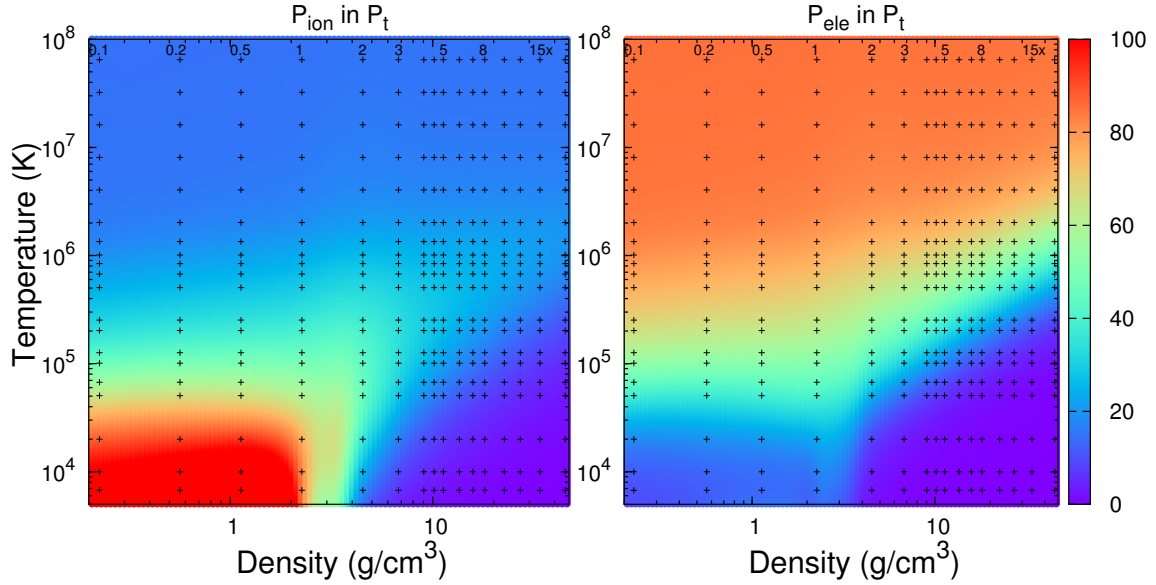 P_ion in P_t
P_ele in P_t
10^8
0.1 0.2 0.5 1 2 3 5 8 15x
10^8
0.1 0.2 0.5 1 2 3 5 8 15x
100
10^7
10^7
80
Temperature (K)
10^6
10^6
60
10^5
10^5
40
20
10^4
10^4
0
1 10
1 10
Density (g/cm^3)
Density (g/cm^3)